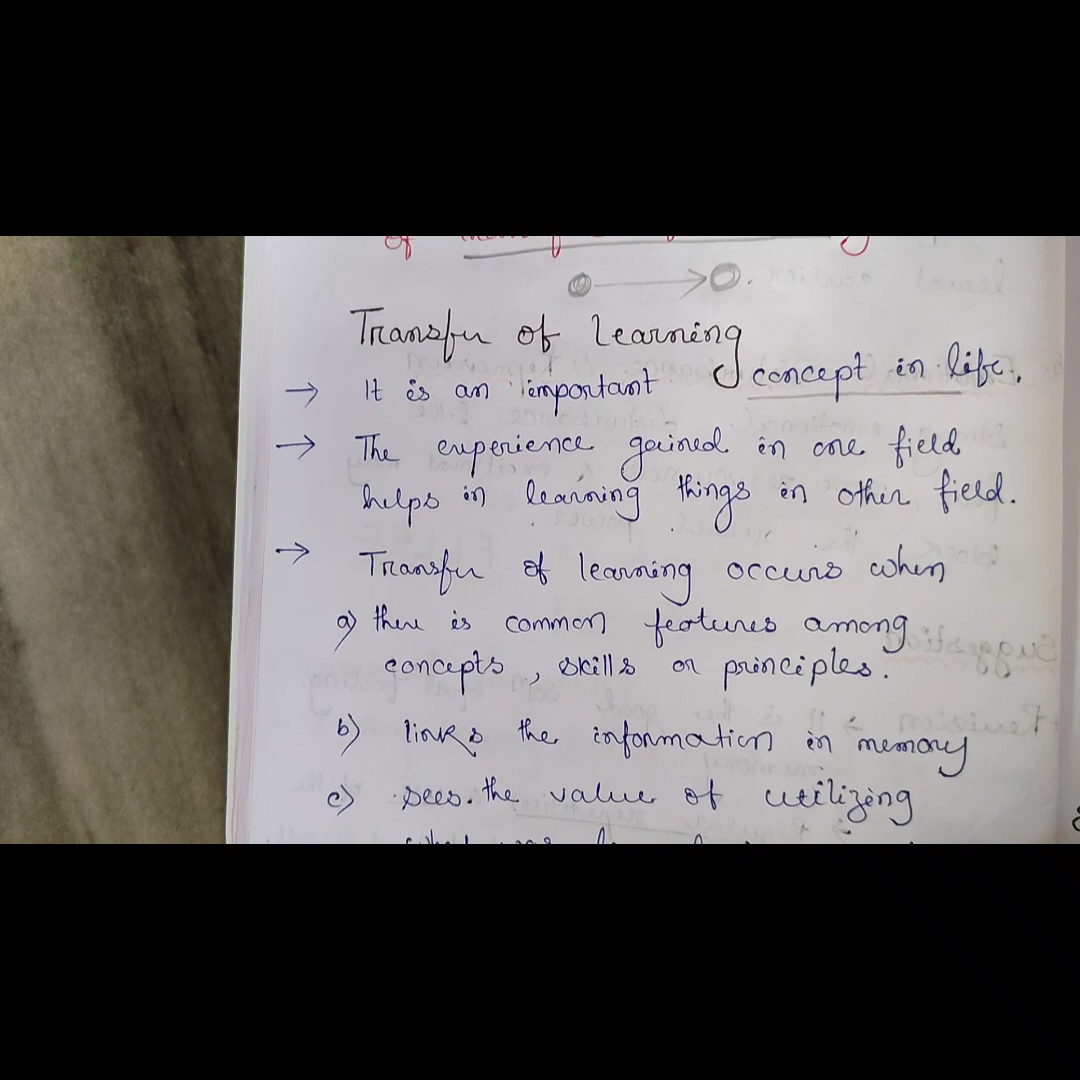 of
Transfer of learning
→ It is an important concept in life.
→ The experience gained in one field
helps in learning things in other field.
→ Transfer of learning occurs when
a) there is common features among
concepts, skills or principles.
b) links the information in memory
c) sees the value of utilizing